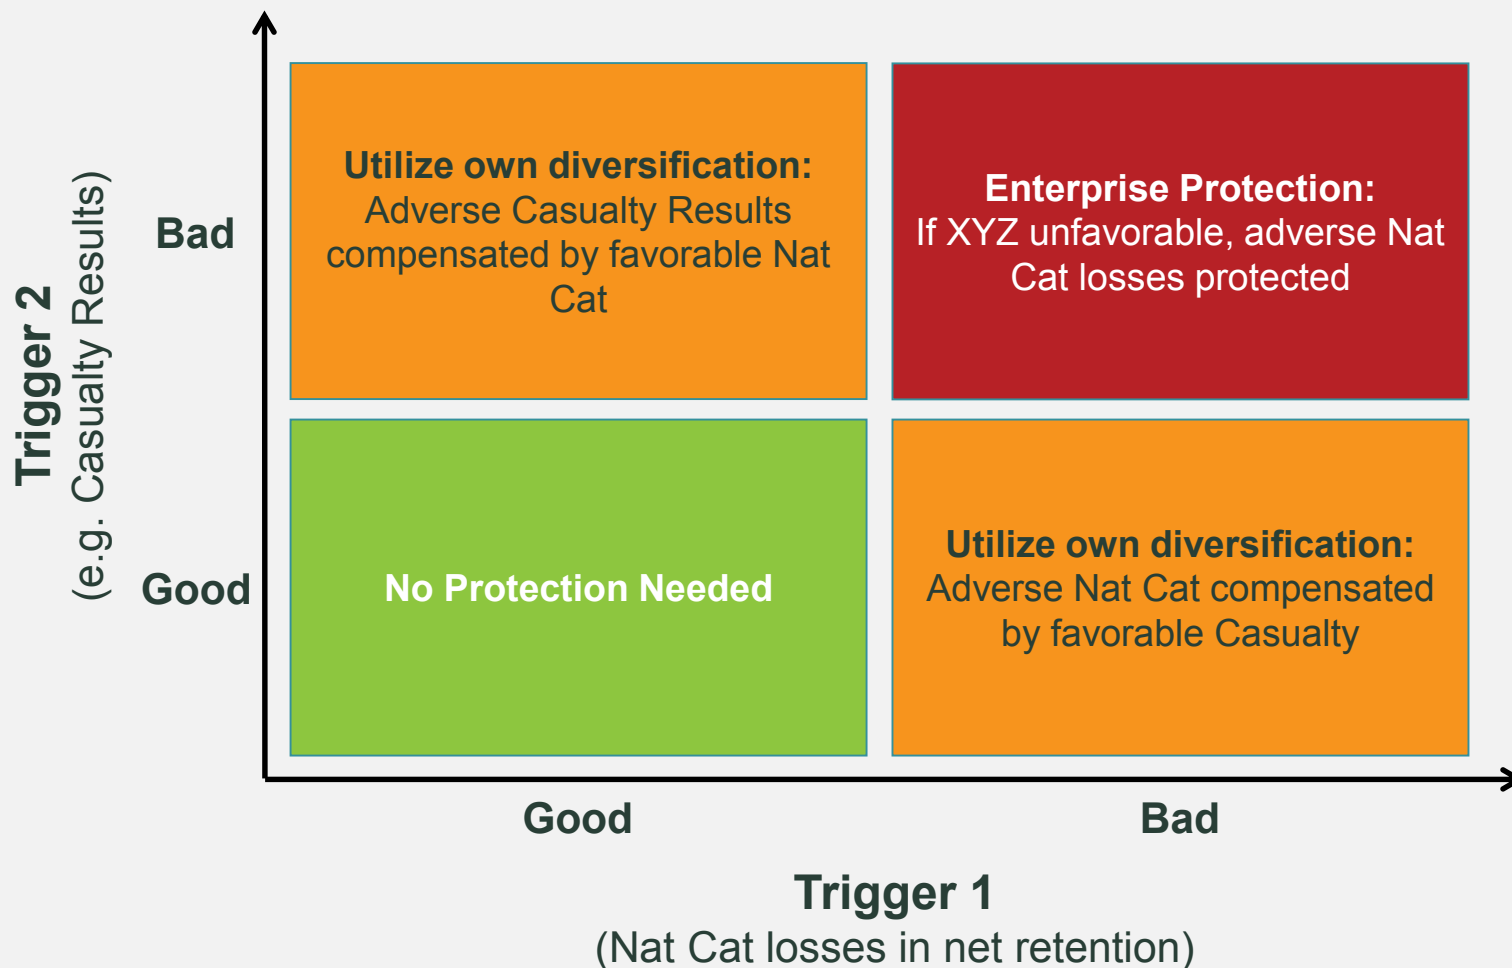 Trigger 2
(e.g. Casualty Results)
Bad
Good
Utilize own diversification:
Adverse Casualty Results
compensated by favorable Nat
Cat
Enterprise Protection:
If XYZ unfavorable, adverse Nat
Cat losses protected
No Protection Needed
Utilize own diversification:
Adverse Nat Cat compensated
by favorable Casualty
Good
Bad
Trigger 1
(Nat Cat losses in net retention)